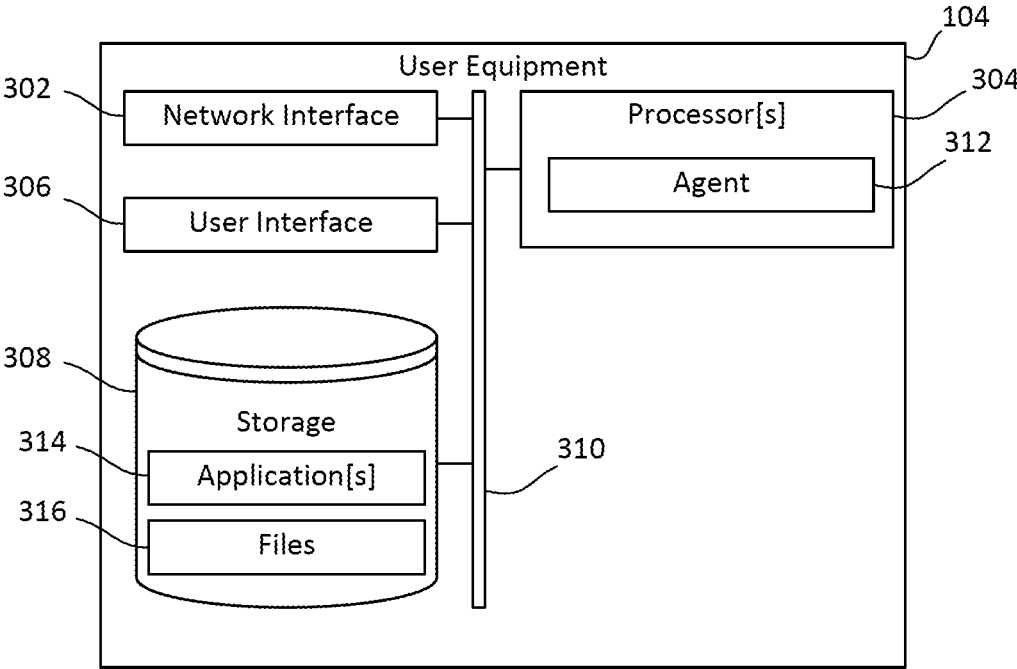 104
User Equipment
302
Network Interface
Processor[s]
304
312
Agent
306
User Interface
308
Storage
314
Application[s]
310
316
Files